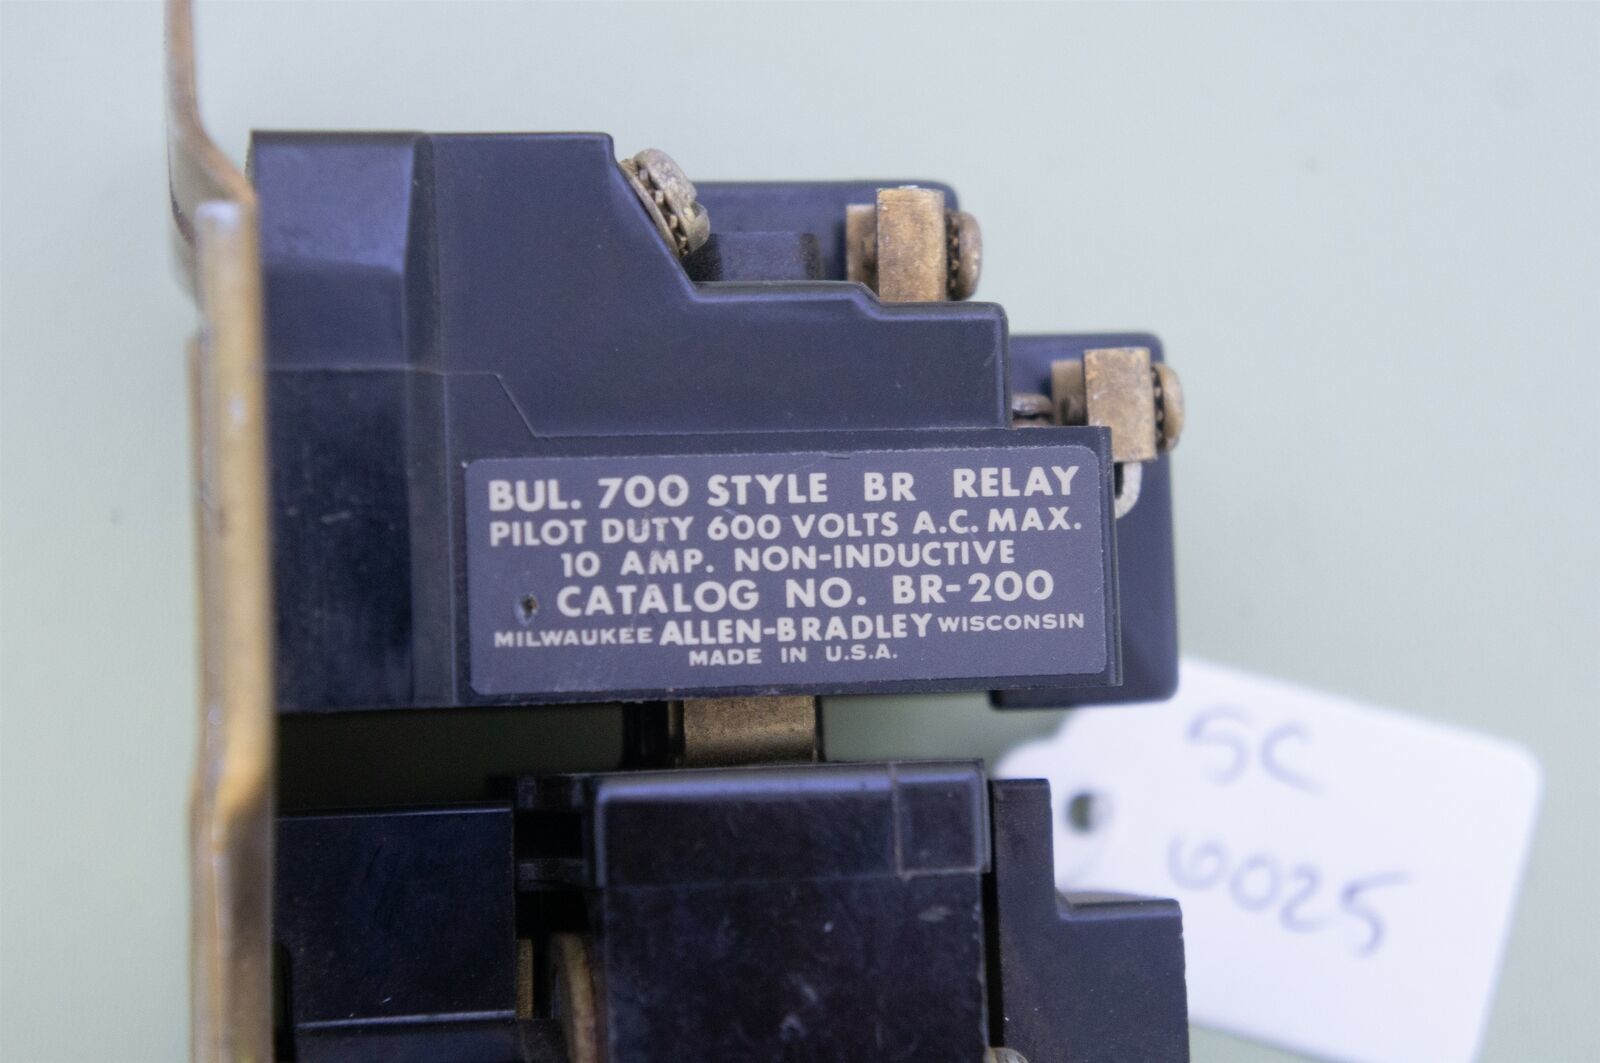 BUL. 700 STYLE BR RELAY
PILOT DUTY 600 VOLTS A.C. MAX.
10 AMP. NON-INDUCTIVE
CATALOG NO. BR-200
MILWAUKEE ALLEN-BRADLEY WISCONSIN
MADE IN U.S.A.
5C
6025